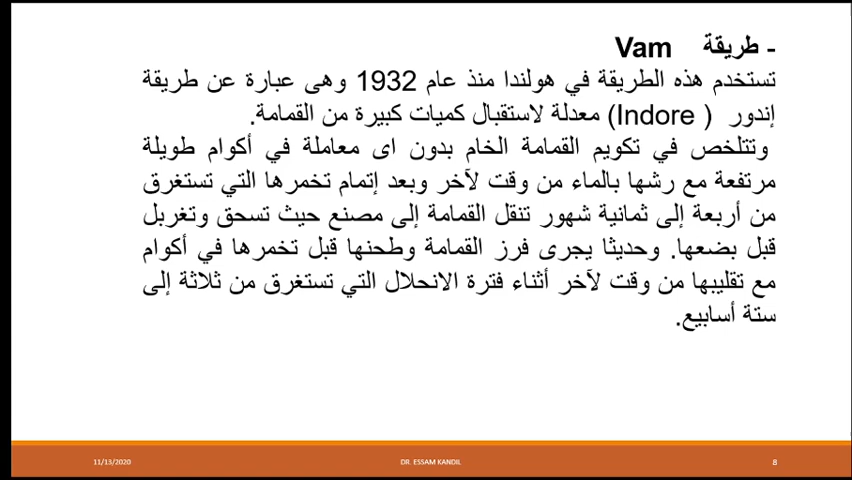 - طريقة Vam
تستخدم هذه الطريقة في هولندا منذ عام 1932 وهى عبارة عن طريقة
إندور ( Indore) معدلة لاستقبال كميات كبيرة من القمامة.
وتتلخص في تكويم القمامة الخام بدون اى معاملة في أكوام طويلة
مرتفعة مع رشها بالماء من وقت لآخر وبعد إتمام تخمرها التي تستغرق
من أربعة إلى ثمانية شهور تنقل القمامة إلى مصنع حيث تسحق وتغربل
قبل بضعها. وحديثا يجرى فرز القمامة وطحنها قبل تخمرها في أكوام
مع تقليبها من وقت لآخر أثناء فترة الانحلال التي تستغرق من ثلاثة إلى
ستة أسابيع.
11/13/2020 DR. ESSAM KANDIL 8